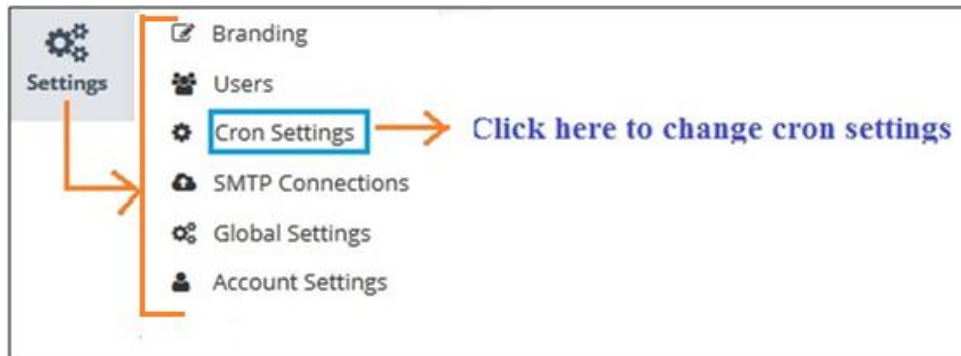 Settings
Branding
Users
Cron Settings
Click here to change cron settings
SMTP Connections
Global Settings
Account Settings